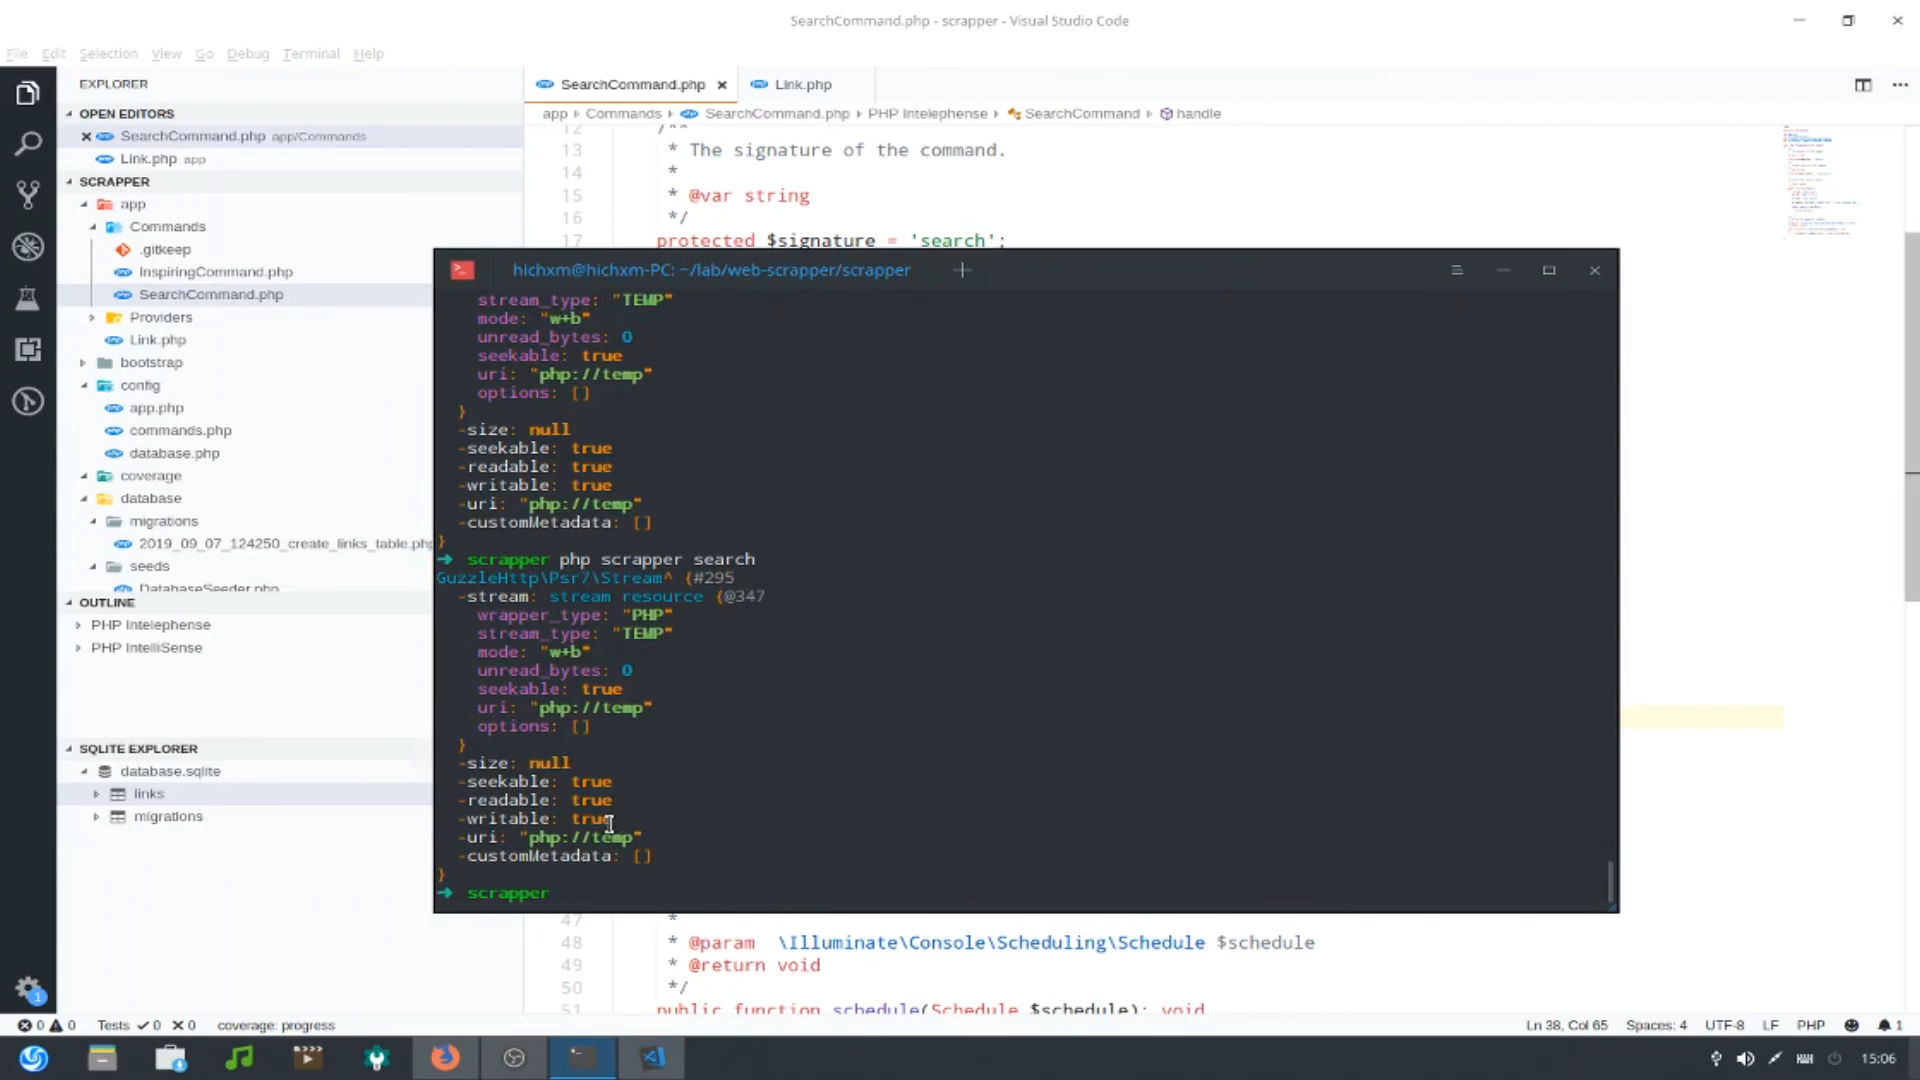 SearchCommand.php - scrapper - Visual Studio Code
File Edit Selection View Go Debug Terminal Help
EXPLORER
OPEN EDITORS
SearchCommand.php app/Commands
Link.php app
SCRAPPER
app
Commands
.gitkeep
InspiringCommand.php
SearchCommand.php
Providers
Link.php
bootstrap
config
app.php
commands.php
database.php
coverage
database
migrations
2019_09_07_124250_create_links_table.php
seeds
DatabaseSeeder.php
OUTLINE
PHP Intelephense
PHP IntelliSense
SQLITE EXPLORER
database.sqlite
links
migrations
SearchCommand.php Link.php
app Commands SearchCommand.php PHP Intelephense SearchCommand handle
12 /**
13 * The signature of the command.
14 *
15 * @var string
16 */
17 protected $signature = 'search';
hichxm@hichxm-PC: ~/lab/web-scrapper/scrapper
stream_type: "TEMP"
mode: "w+b"
unread_bytes: 0
seekable: true
uri: "php://temp"
options: []
}
-size: null
-seekable: true
-readable: true
-writable: true
-uri: "php://temp"
-customMetadata: []
}
➜ scrapper php scrapper search
GuzzleHttp\Psr7\Stream^ {#295
-stream: stream resource {@347
wrapper_type: "PHP"
stream_type: "TEMP"
mode: "w+b"
unread_bytes: 0
seekable: true
uri: "php://temp"
options: []
}
-size: null
-seekable: true
-readable: true
-writable: true
-uri: "php://temp"
-customMetadata: []
}
➜ scrapper
47 *
48 * @param \Illuminate\Console\Scheduling\Schedule $schedule
49 * @return void
50 */
51 public function schedule(Schedule $schedule): void
0 0 Tests 0 0 coverage: progress Ln 38, Col 65 Spaces: 4 UTF-8 LF PHP 1
1
15:06